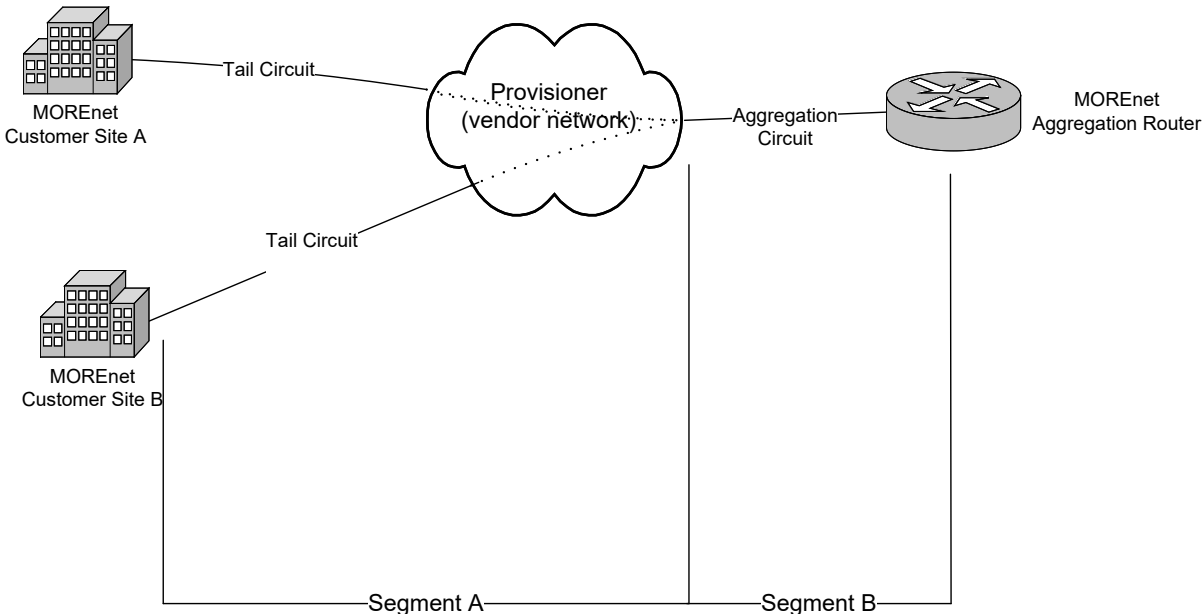 Tail Circuit
MOREnet
Customer Site A
Provisioner
(vendor network)
Aggregation
Circuit
MOREnet
Aggregation Router
Tail Circuit
MOREnet
Customer Site B
Segment A
Segment B